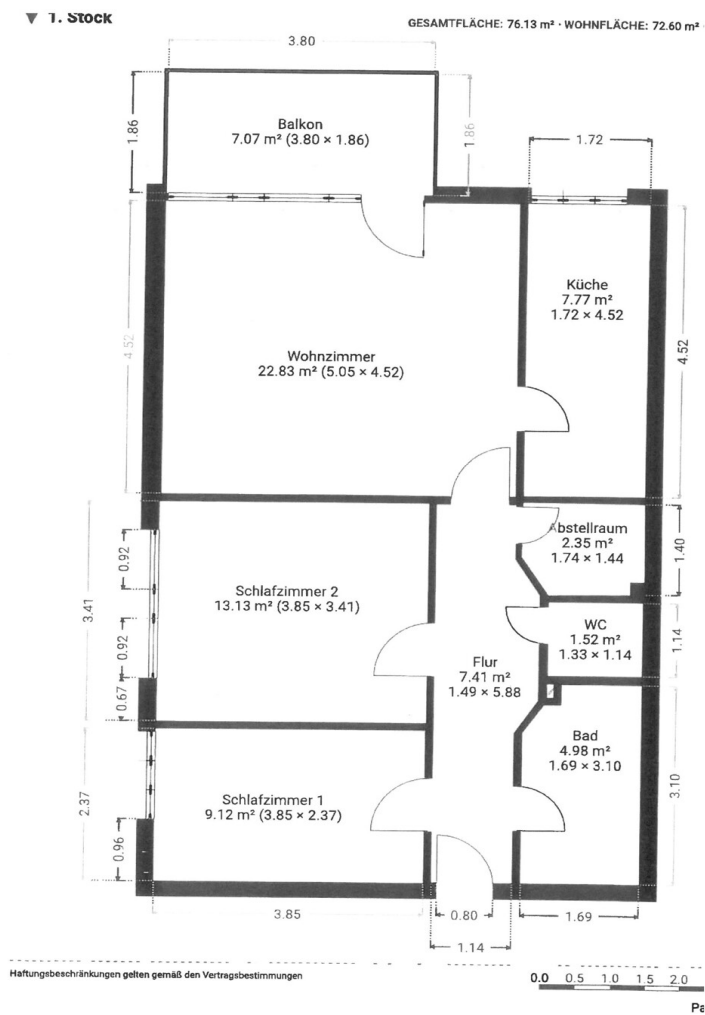 ▼ 1. Stock
GESAMTFLÄCHE: 76.13 m² · WOHNFLÄCHE: 72.60 m² ·
3.80
1.86
Balkon
7.07 m² (3.80 × 1.86)
1.86
1.72
Küche
7.77 m²
1.72 × 4.52
4.52
Wohnzimmer
22.83 m² (5.05 × 4.52)
4.52
Abstellraum
2.35 m²
1.74 × 1.44
1.40
0.92
Schlafzimmer 2
13.13 m² (3.85 × 3.41)
3.41
WC
1.52 m²
1.33 × 1.14
1.14
0.92
Flur
7.41 m²
1.49 × 5.88
0.67
Bad
4.98 m²
1.69 × 3.10
3.10
Schlafzimmer 1
9.12 m² (3.85 × 2.37)
2.37
0.96
3.85
0.80
1.69
1.14
Haftungsbeschränkungen gelten gemäß den Vertragsbestimmungen
0.0 0.5 1.0 1.5 2.0
Pa